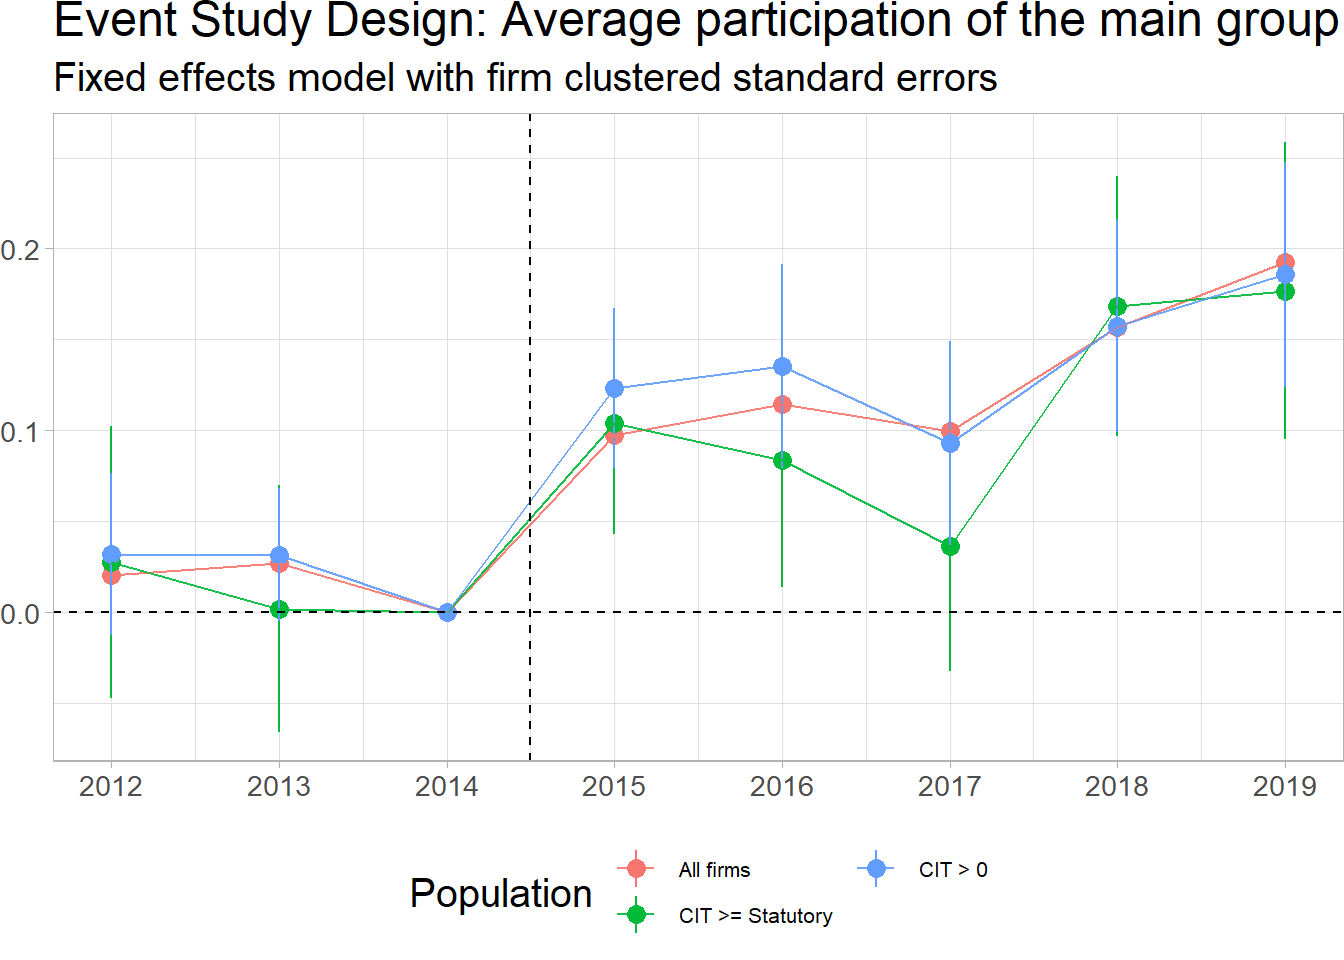 Event Study Design: Average participation of the main group
Fixed effects model with firm clustered standard errors
0.2
0.1
0.0
2012 2013 2014 2015 2016 2017 2018 2019
Population
All firms
CIT >= Statutory
CIT > 0